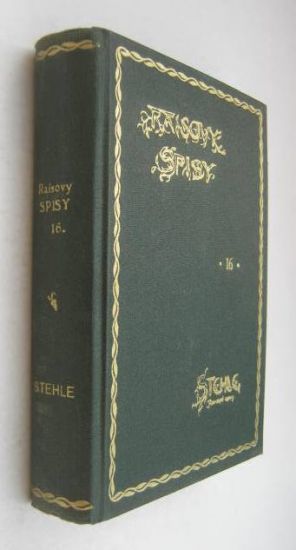 Raisovy
SPISY
16.
STEHLE
RAISOVY
SPISY
• 16 •
STEHLE